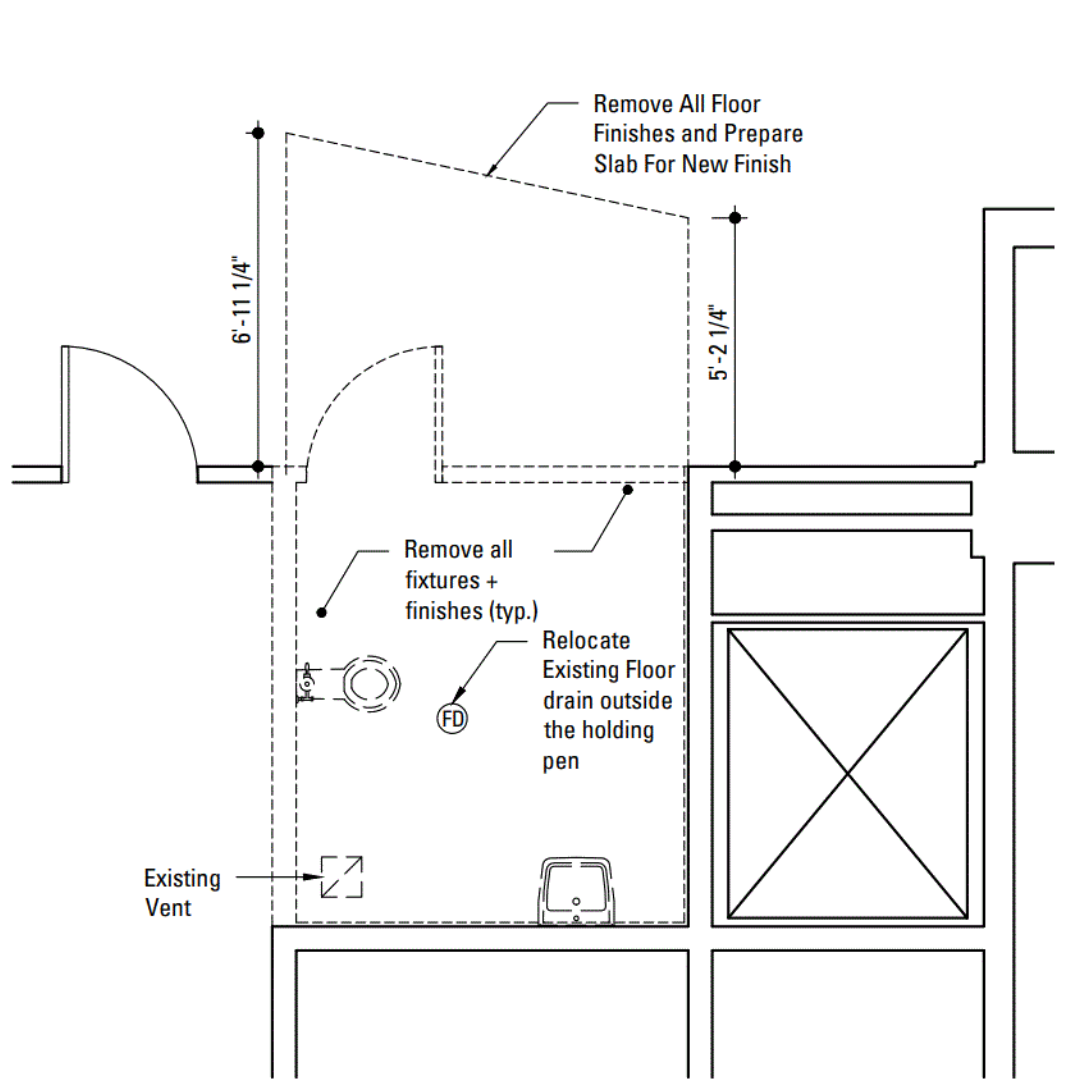 Remove All Floor
Finishes and Prepare
Slab For New Finish
6'-11 1/4"
5'-2 1/4"
Remove all
fixtures +
finishes (typ.)
Relocate
Existing Floor
drain outside
the holding
pen
FD
Existing
Vent